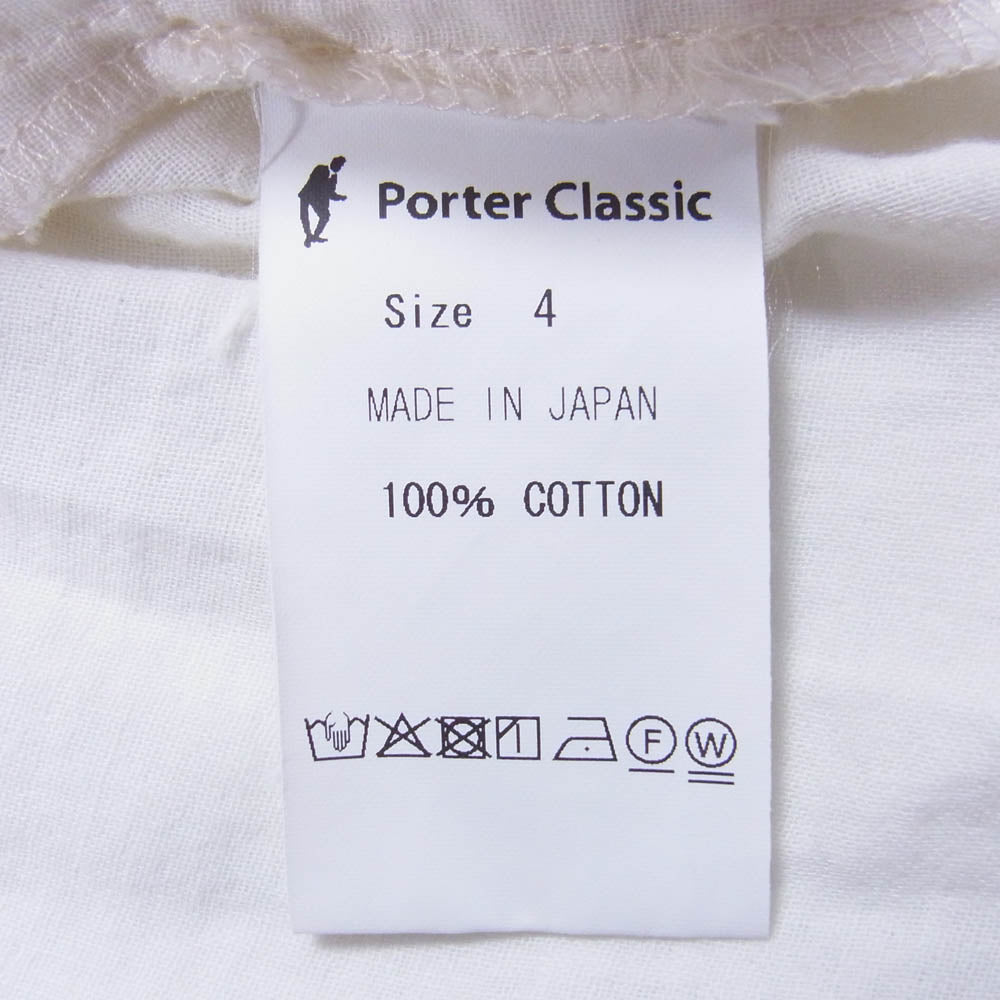 Porter Classic
Size 4
MADE IN JAPAN
100% COTTON
F W